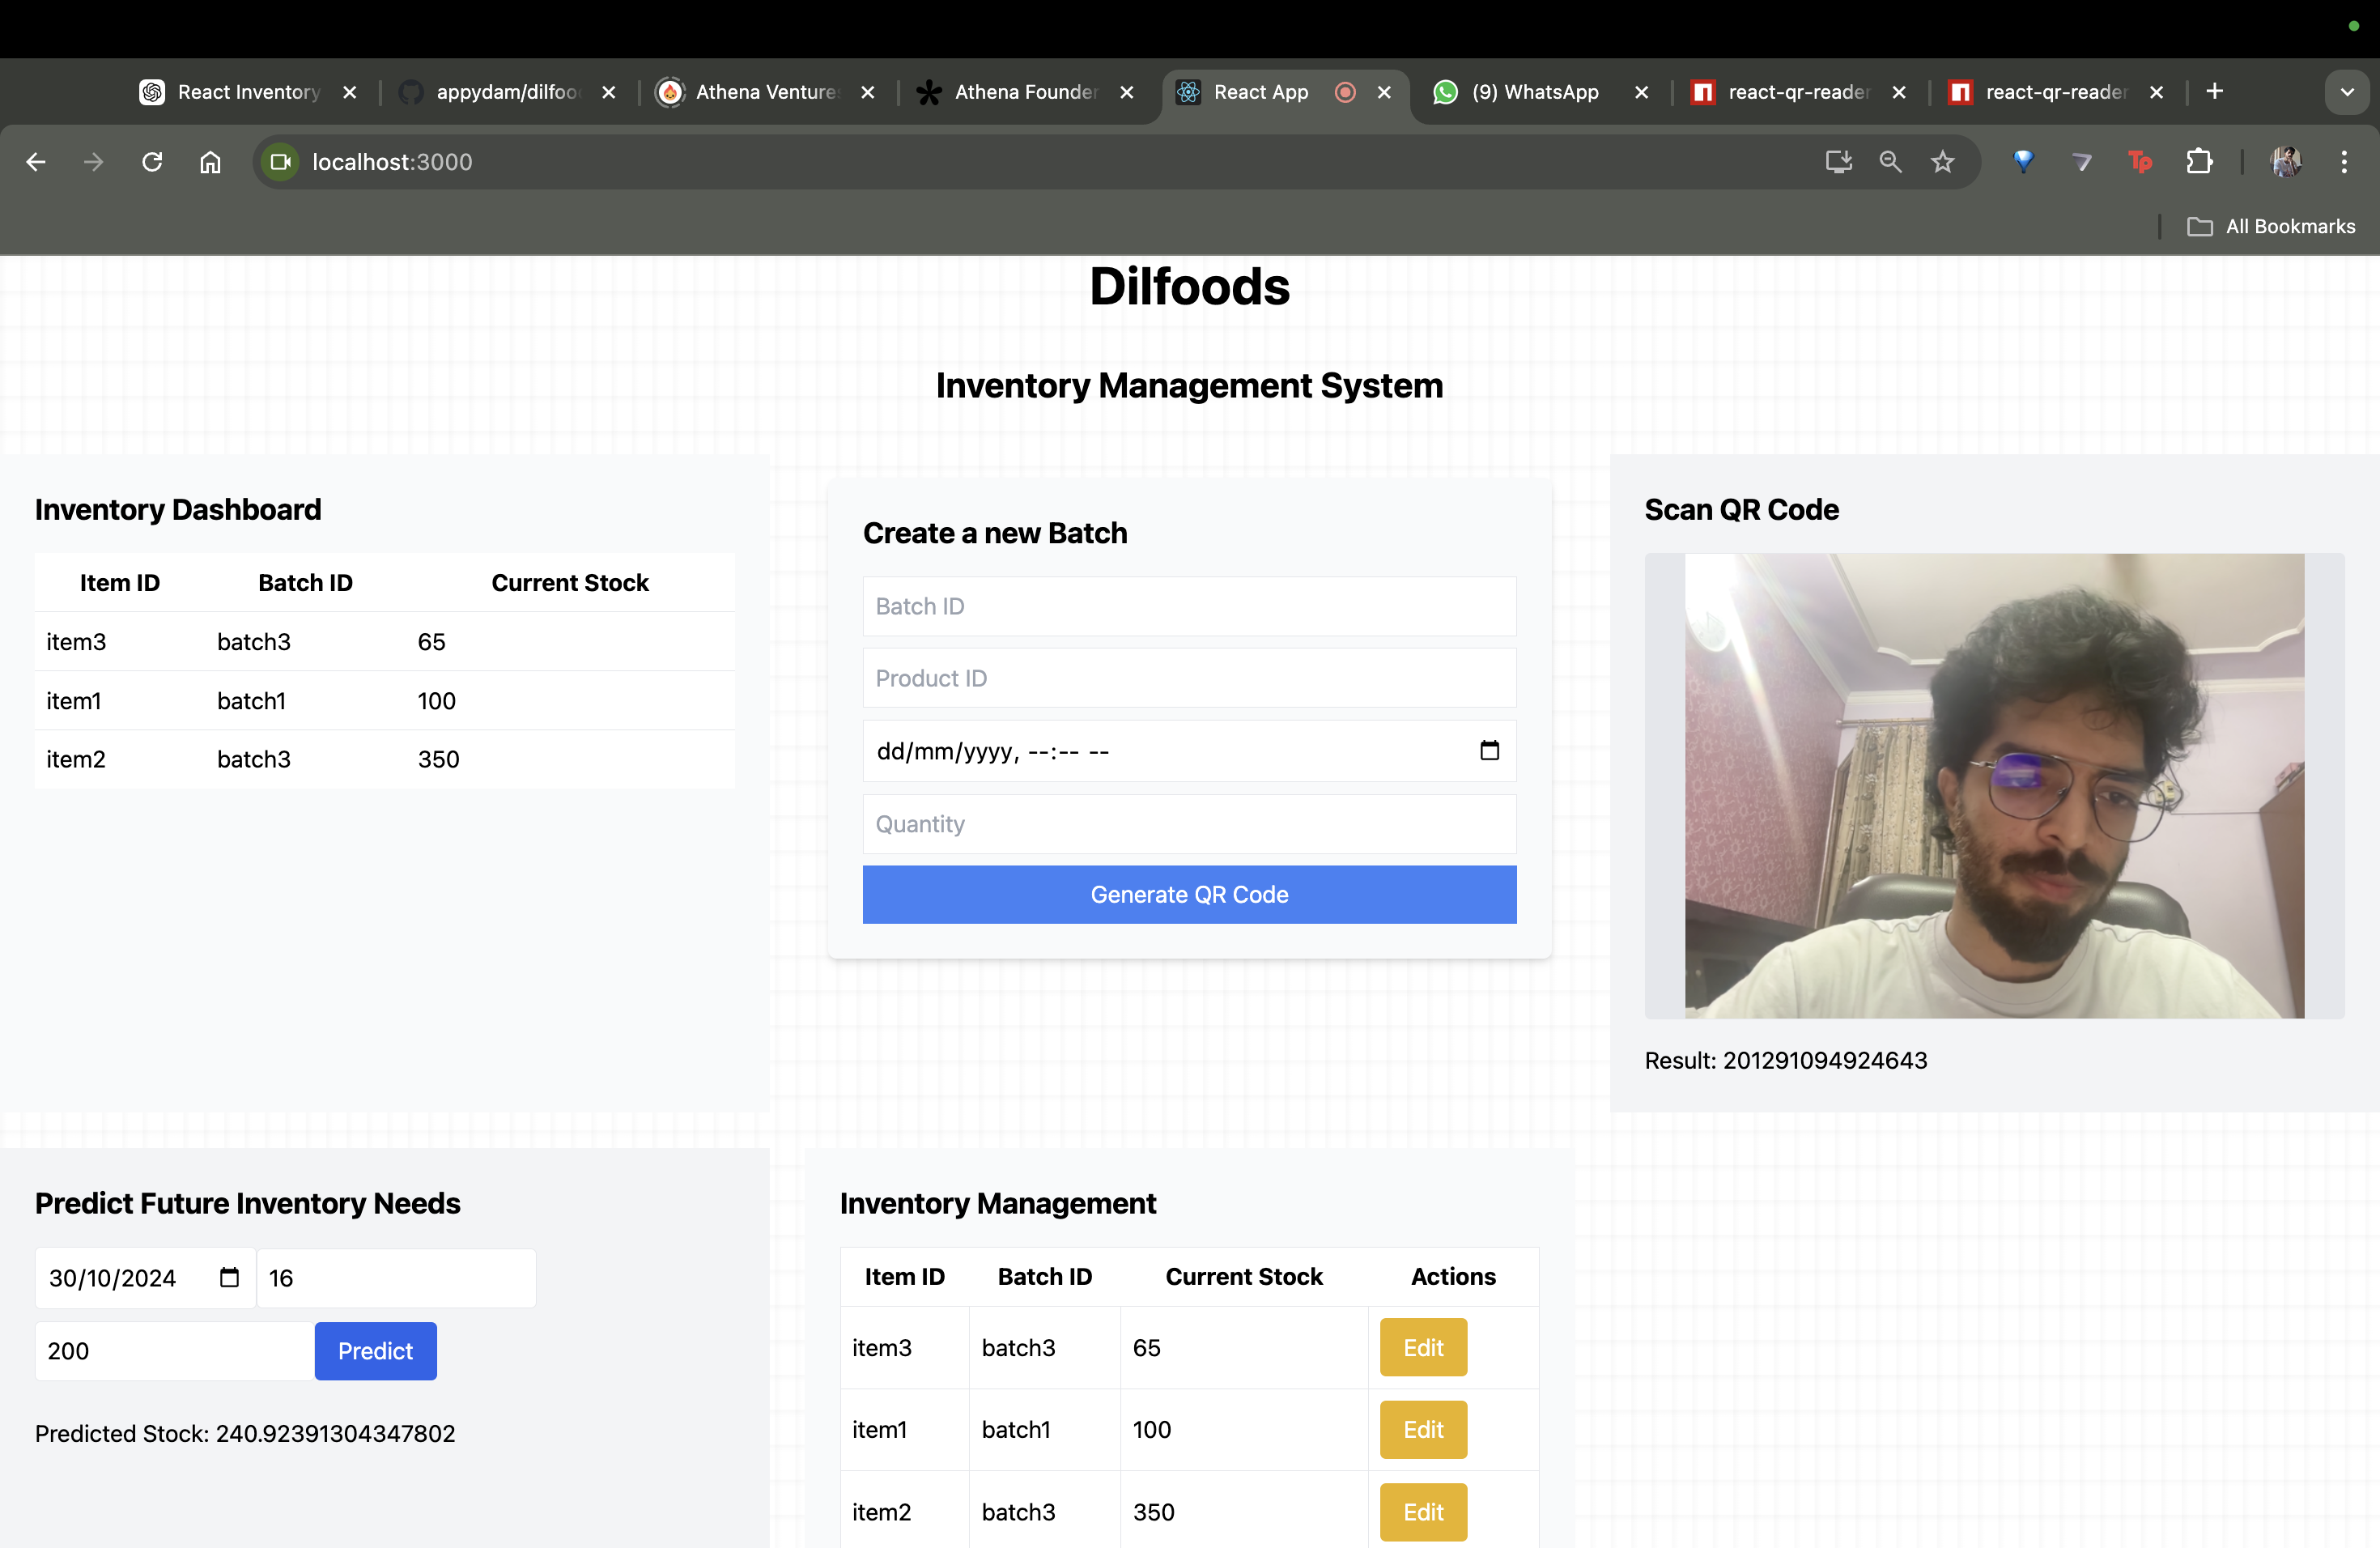 React Inventory
appydam/dilfood
Athena Ventures
Athena Founder
React App
(9) WhatsApp
react-qr-reader
react-qr-reader
localhost:3000
Tp
All Bookmarks
Dilfoods
Inventory Management System
Inventory Dashboard
Item ID Batch ID Current Stock
item3 batch3 65
item1 batch1 100
item2 batch3 350
Create a new Batch
Batch ID
Product ID
dd/mm/yyyy, --:-- --
Quantity
Generate QR Code
Scan QR Code
Result: 201291094924643
Predict Future Inventory Needs
30/10/2024 16
200 Predict
Predicted Stock: 240.92391304347802
Inventory Management
Item ID Batch ID Current Stock Actions
item3 batch3 65 Edit
item1 batch1 100 Edit
item2 batch3 350 Edit